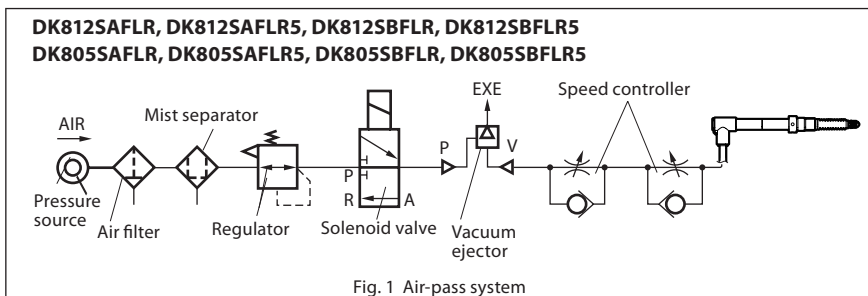 DK812SAFLR, DK812SAFLR5, DK812SBFLR, DK812SBFLR5
DK805SAFLR, DK805SAFLR5, DK805SBFLR, DK805SBFLR5
EXE
Speed controller
Mist separator
AIR
P
V
P
R
A
Pressure
source
Air filter
Regulator
Solenoid valve
Vacuum
ejector
Fig. 1 Air-pass system